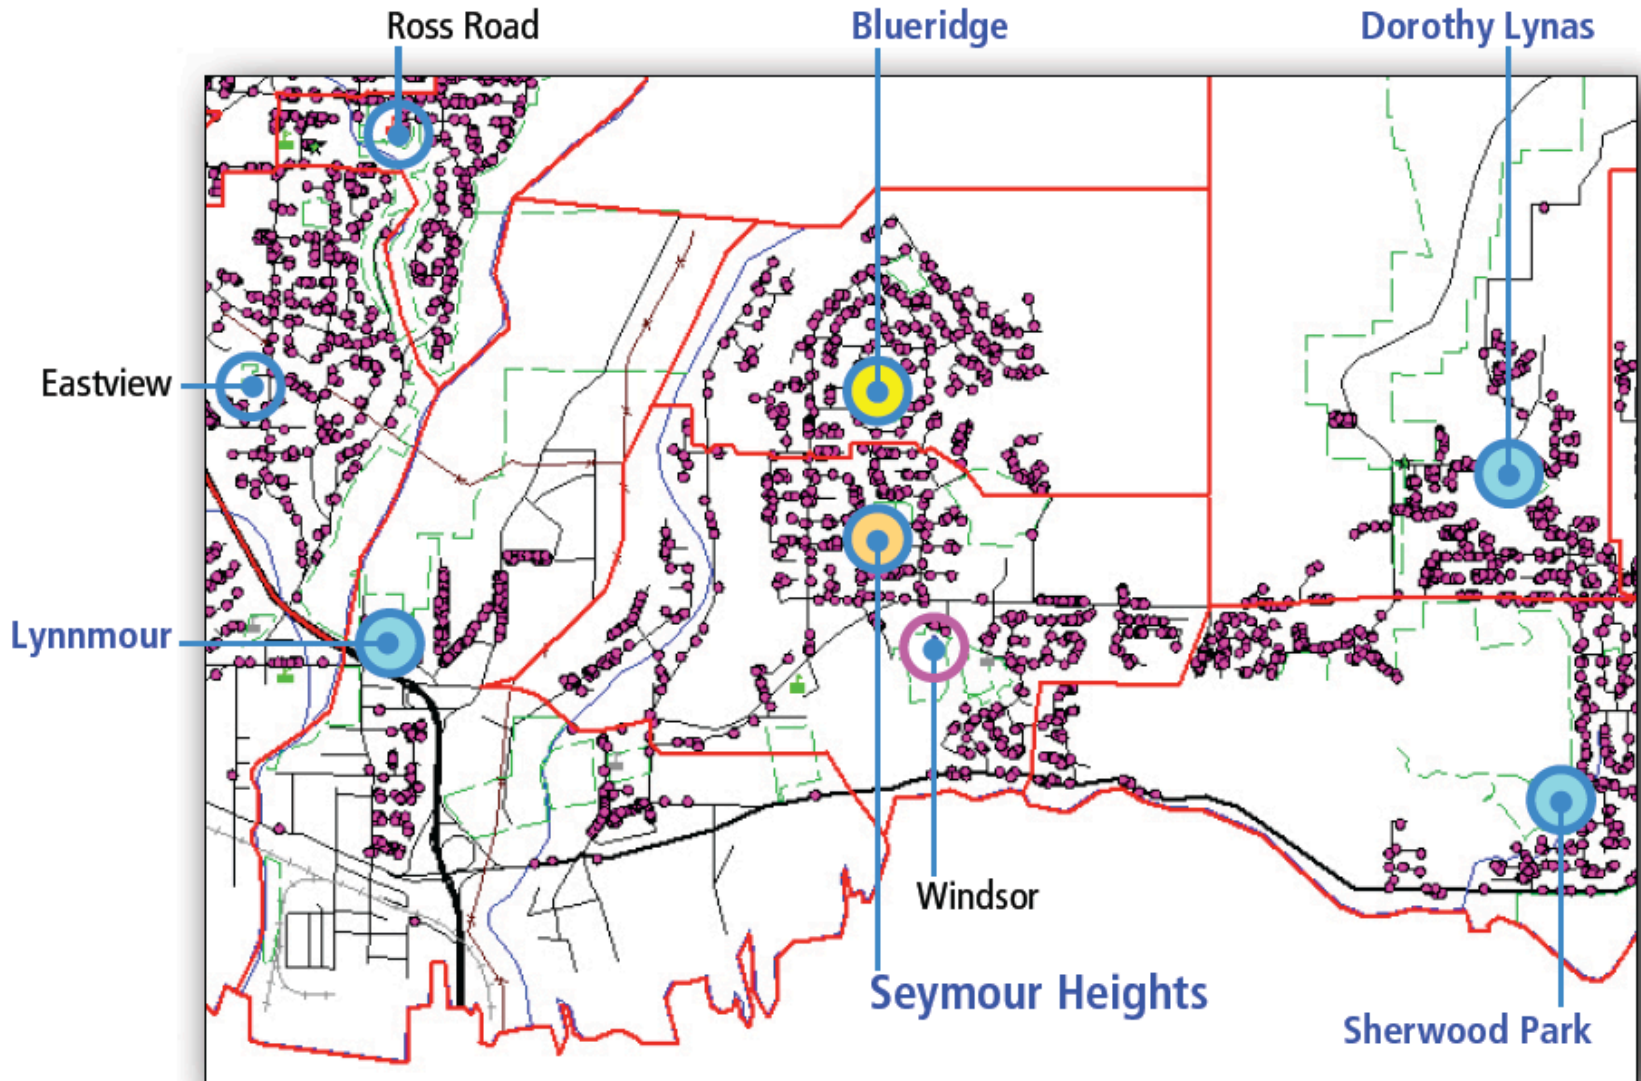 Ross Road
Blueridge
Dorothy Lynas
Eastview
Lynnmour
Windsor
Seymour Heights
Sherwood Park